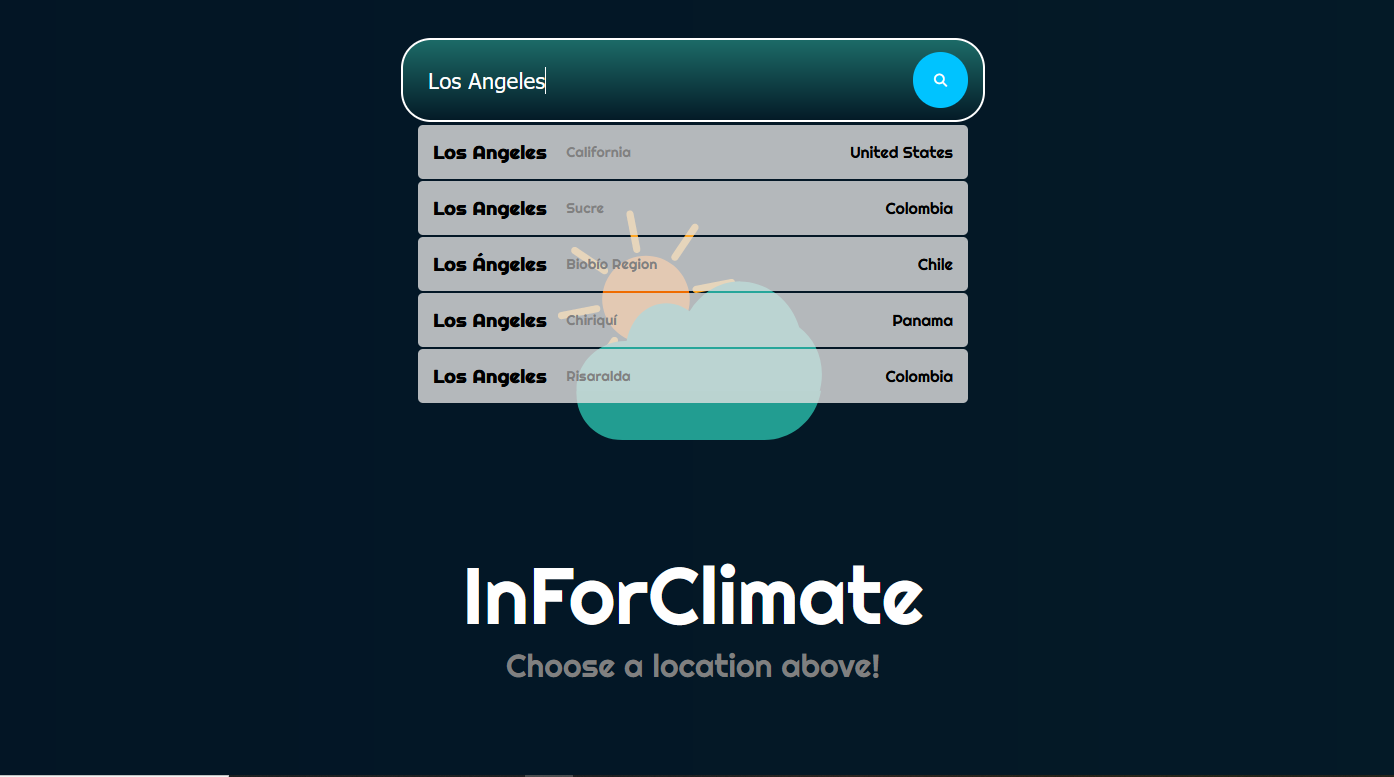 Los Angeles
Los Angeles California United States
Los Angeles Sucre Colombia
Los Ángeles Biobío Region Chile
Los Angeles Chiriquí Panama
Los Angeles Risaralda Colombia
InForClimate
Choose a location above!